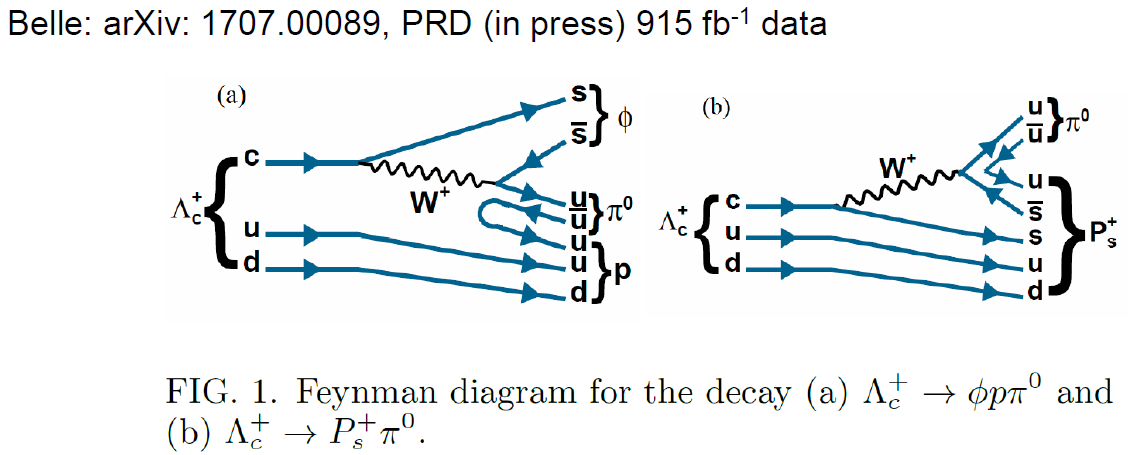 Belle: arXiv: 1707.00089, PRD (in press) 915 fb⁻¹ data
(a)
s
s̅
ϕ
c
W⁺
Λc⁺
u
u̅
π⁰
u
u
d
u
d
p
(b)
u
u̅
π⁰
W⁺
u
s̅
c
s
Λc⁺
u
u
d
d
Pₛ⁺
FIG. 1. Feynman diagram for the decay (a) Λc⁺ → ϕpπ⁰ and
(b) Λc⁺ → Pₛ⁺π⁰.